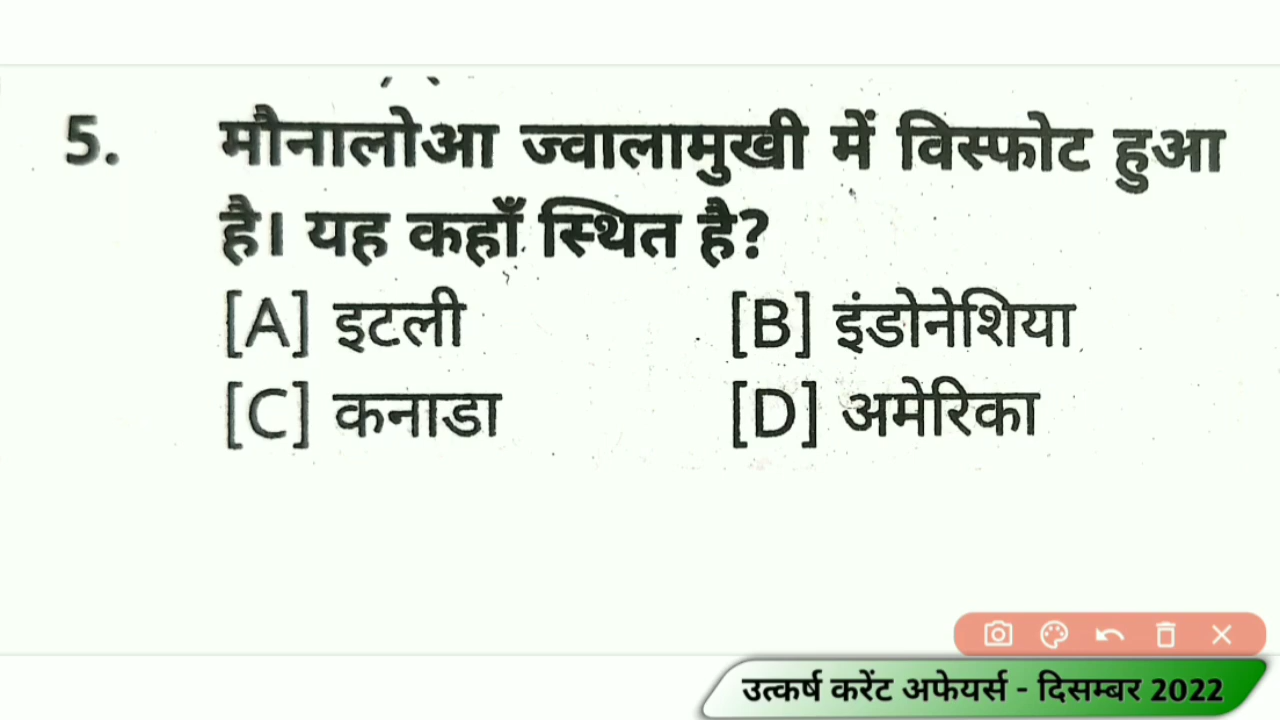 5. मौनालोआ ज्वालामुखी में विस्फोट हुआ
है। यह कहाँ स्थित है?
[A] इटली [B] इंडोनेशिया
[C] कनाडा [D] अमेरिका
उत्कर्ष करेंट अफेयर्स - दिसम्बर 2022